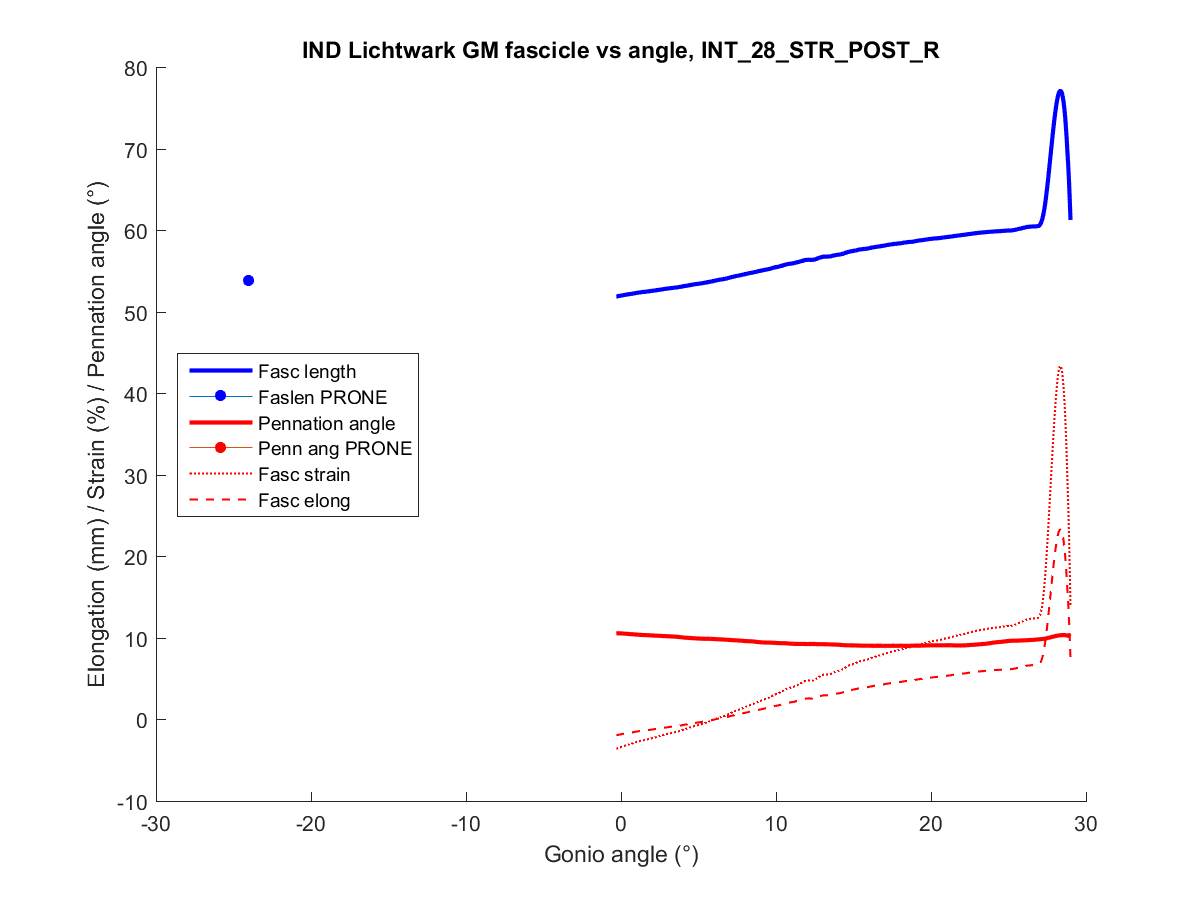 IND Lichtwark GM fascicle vs angle, INT_28_STR_POST_R
Elongation (mm) / Strain (%) / Pennation angle (°)
80
70
60
50
40
30
20
10
0
-10
Fasc length
Faslen PRONE
Pennation angle
Penn ang PRONE
Fasc strain
Fasc elong
-30
-20
-10
0
10
20
30
Gonio angle (°)